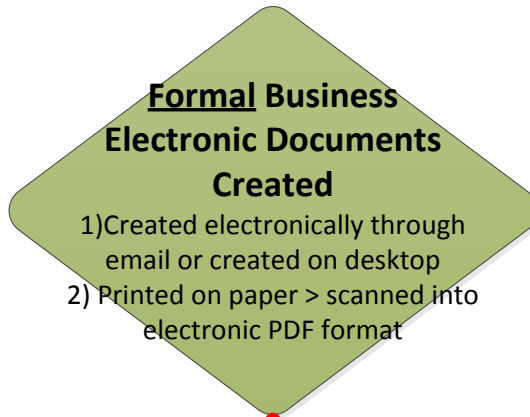 Formal Business
Electronic Documents
Created
1)Created electronically through
email or created on desktop
2) Printed on paper > scanned into
electronic PDF format